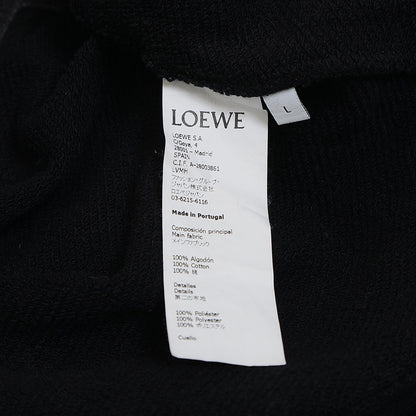 LOEWE
L
LOEWE S.A.
C/Goya, 4
28001 - Madrid
SPAIN
C.I.F. A-28003861
LVMH
ファッション・グループ・
ジャパン株式会社
ロエベジャパン
03-6215-6116
Made in Portugal
Composición principal
Main fabric
メインファブリック
100% Algodón
100% Cotton
100% 綿
Detalles
Details
第二の布地
100% Poliéster
100% Polyester
100% ポリエステル
Cuello